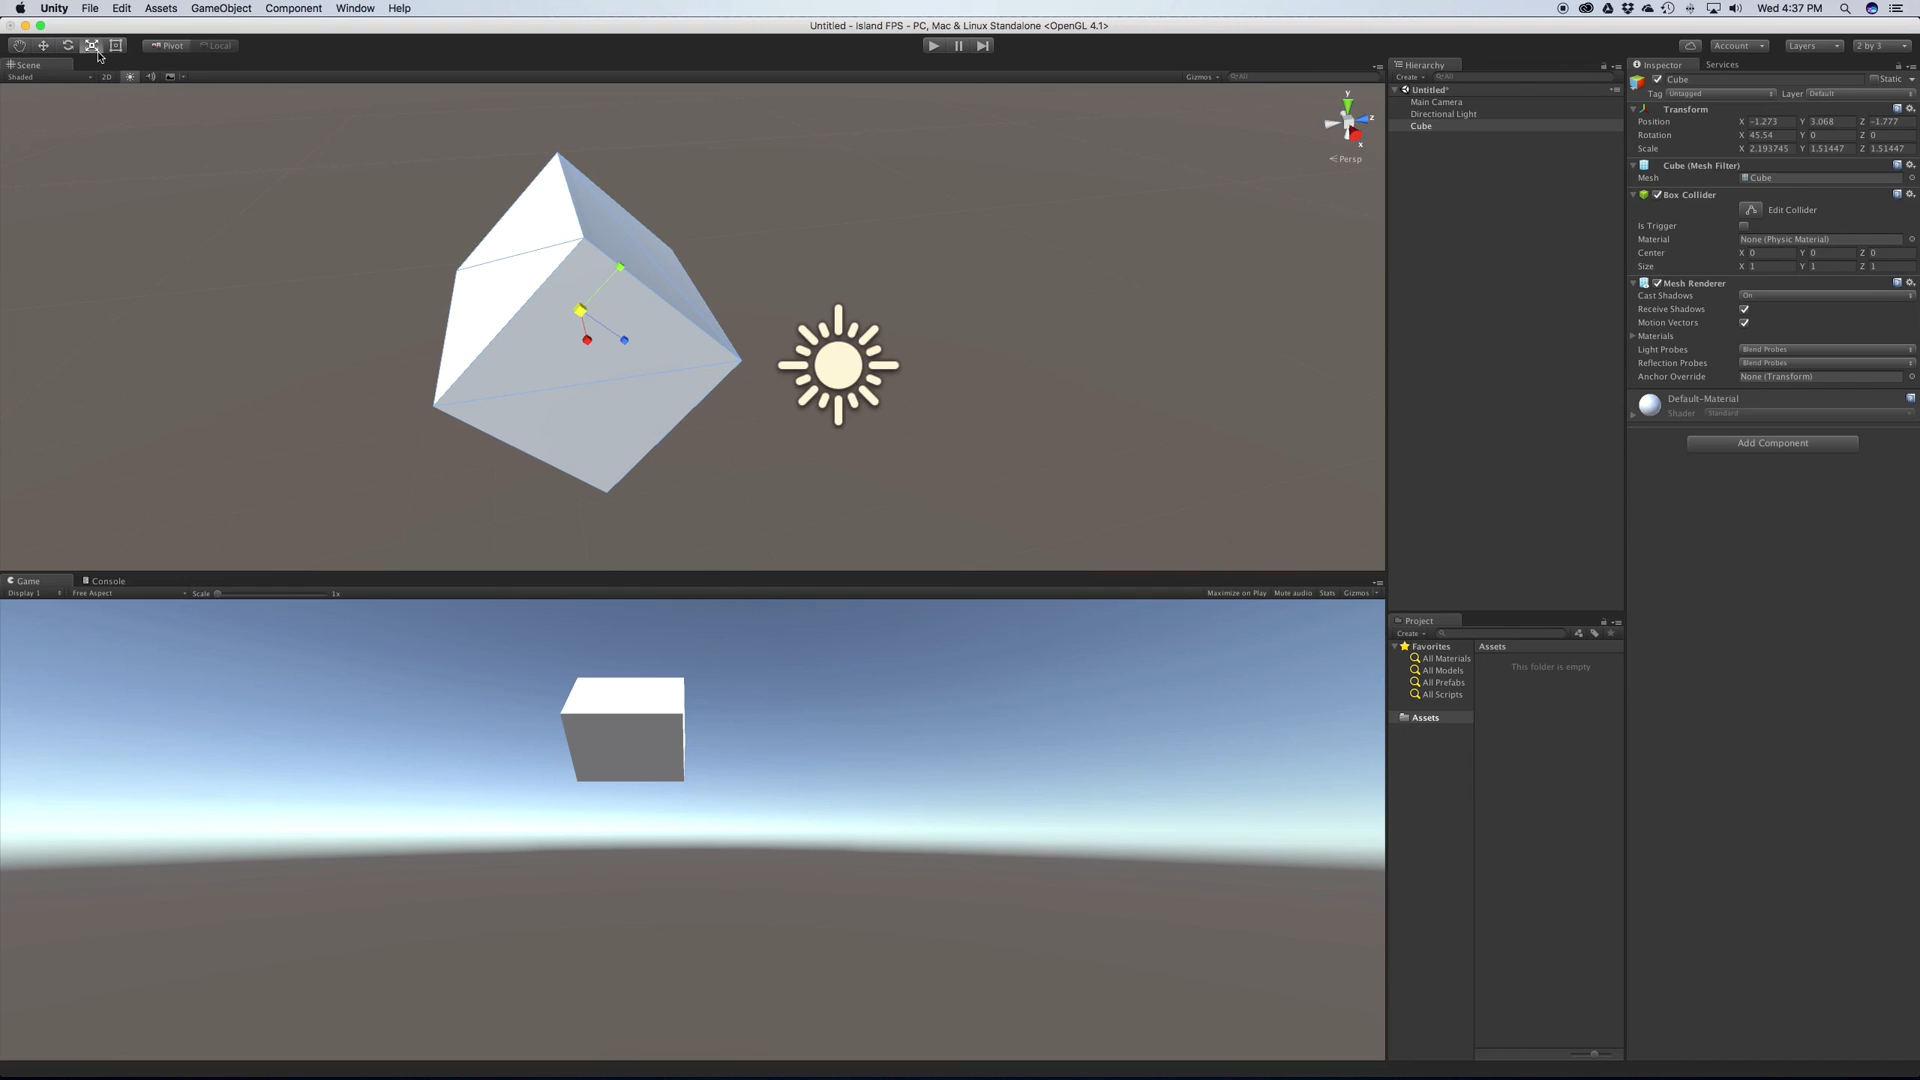 Unity File Edit Assets GameObject Component Window Help Wed 4:37 PM
Untitled - Island FPS - PC, Mac & Linux Standalone <OpenGL 4.1>
Pivot Local Account Layers 2 by 3
Scene
Shaded 2D Gizmos All
y
z
x
Persp
Hierarchy
Create All
Untitled*
Main Camera
Directional Light
Cube
Inspector Services
Cube Static
Tag Untagged Layer Default
Transform
Position X -1.273 Y 3.068 Z -1.777
Rotation X 45.54 Y 0 Z 0
Scale X 2.193745 Y 1.51447 Z 1.51447
Cube (Mesh Filter)
Mesh Cube
Box Collider
Edit Collider
Is Trigger
Material None (Physic Material)
Center X 0 Y 0 Z 0
Size X 1 Y 1 Z 1
Mesh Renderer
Cast Shadows On
Receive Shadows
Motion Vectors
Materials
Light Probes Blend Probes
Reflection Probes Blend Probes
Anchor Override None (Transform)
Default-Material
Shader Standard
Add Component
Game Console
Display 1 Free Aspect Scale 1x Maximize on Play Mute audio Stats Gizmos
Project
Create
Favorites
All Materials
All Models
All Prefabs
All Scripts
Assets
Assets
This folder is empty